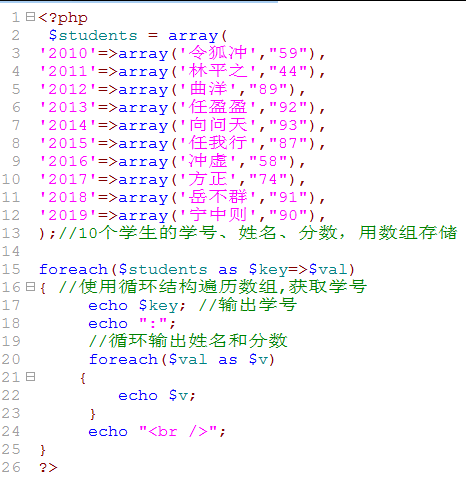 1 <?php
2 $students = array(
3 '2010'=>array('令狐冲',"59"),
4 '2011'=>array('林平之',"44"),
5 '2012'=>array('曲洋',"89"),
6 '2013'=>array('任盈盈',"92"),
7 '2014'=>array('向问天',"93"),
8 '2015'=>array('任我行',"87"),
9 '2016'=>array('冲虚',"58"),
10 '2017'=>array('方正',"74"),
11 '2018'=>array('岳不群',"91"),
12 '2019'=>array('宁中则',"90"),
13 );//10个学生的学号、姓名、分数，用数组存储
14
15 foreach($students as $key=>$val)
16 { //使用循环结构遍历数组,获取学号
17 echo $key; //输出学号
18 echo ":";
19 //循环输出姓名和分数
20 foreach($val as $v)
21 {
22 echo $v;
23 }
24 echo "<br />";
25 }
26 ?>